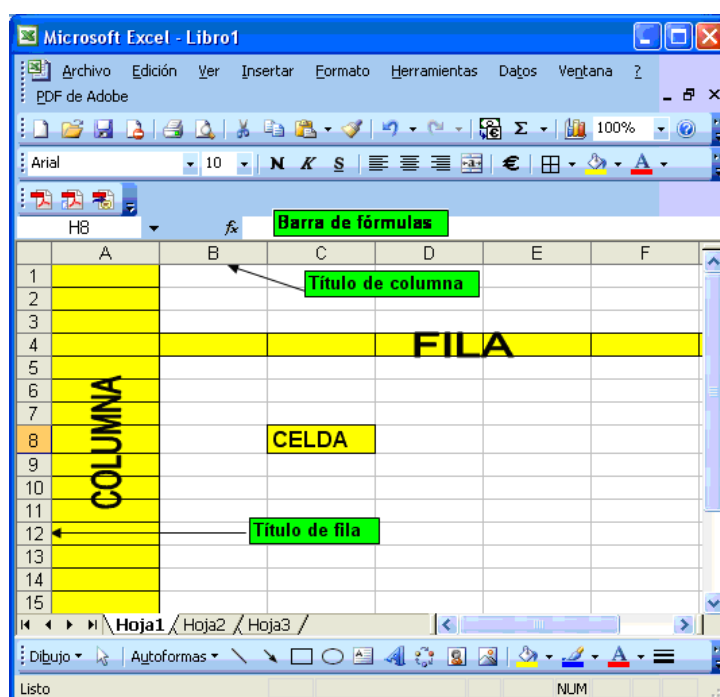 Microsoft Excel - Libro1
Archivo Edición Ver Insertar Formato Herramientas Datos Ventana ?
PDF de Adobe
Σ 100%
Arial 10 N K S € A
H8 fx Barra de fórmulas
A B C D E F
Título de columna
1
2
3
4 FILA
5
6
7
COLUMNA
8 CELDA
9
10
11
12 Título de fila
13
14
15
Hoja1 Hoja2 Hoja3
Dibujo Autoformas A
Listo NUM